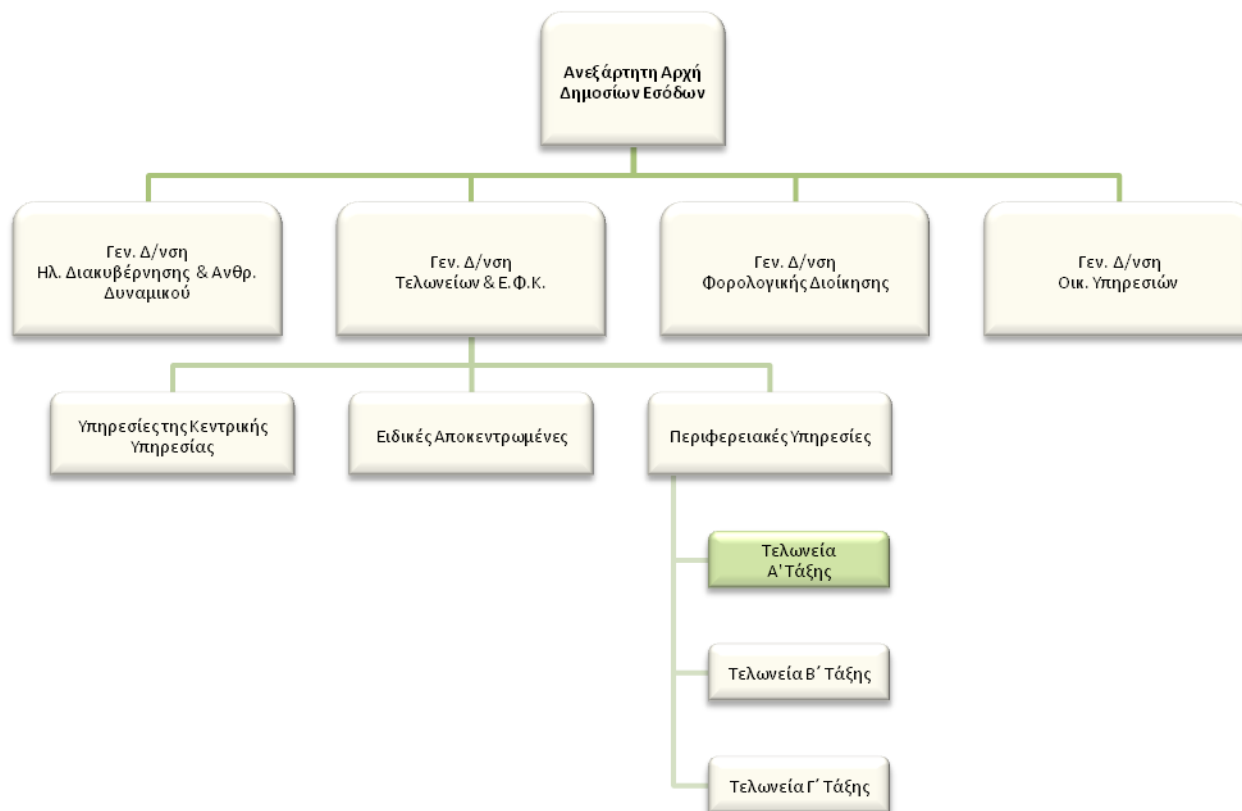 Ανεξάρτητη Αρχή
Δημοσίων Εσόδων
Γεν. Δ/νση
Ηλ. Διακυβέρνησης & Ανθρ.
Δυναμικού
Γεν. Δ/νση
Τελωνείων & Ε.Φ.Κ.
Γεν. Δ/νση
Φορολογικής Διοίκησης
Γεν. Δ/νση
Οικ. Υπηρεσιών
Υπηρεσίες της Κεντρικής
Υπηρεσίας
Ειδικές Αποκεντρωμένες
Περιφερειακές Υπηρεσίες
Τελωνεία
Α' Τάξης
Τελωνεία Β΄ Τάξης
Τελωνεία Γ΄ Τάξης